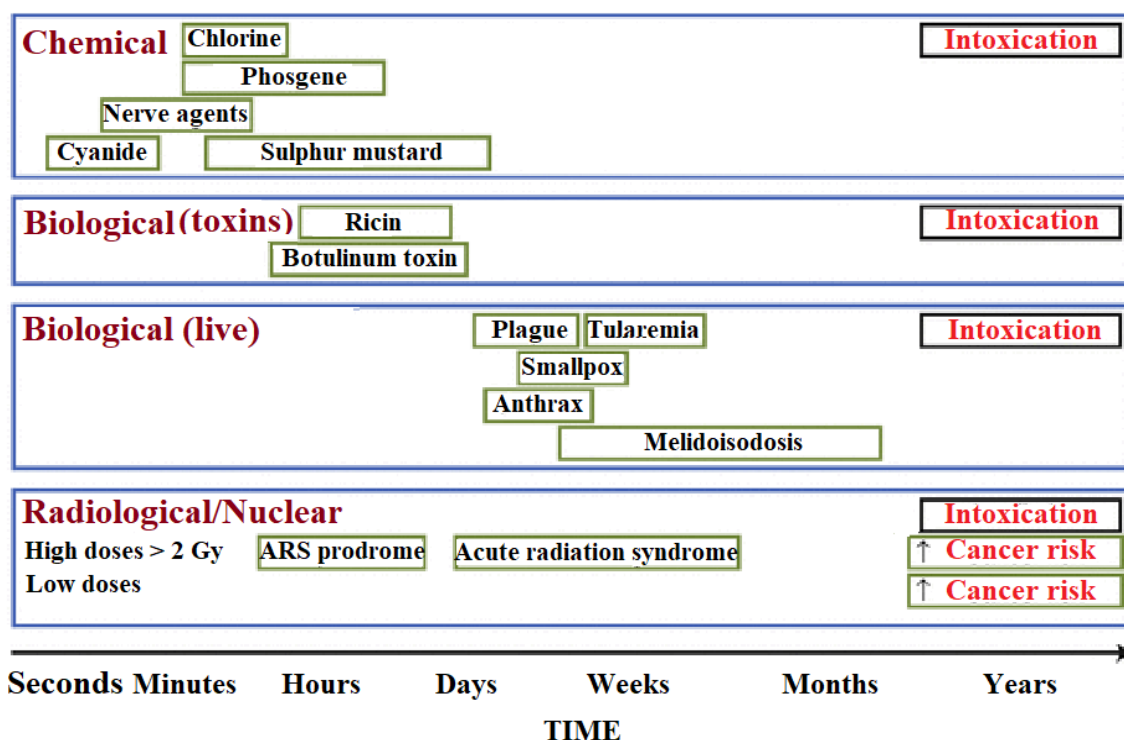 Chemical
Chlorine
Intoxication
Phosgene
Nerve agents
Cyanide
Sulphur mustard
Biological (toxins)
Ricin
Intoxication
Botulinum toxin
Biological (live)
Plague
Tularemia
Intoxication
Smallpox
Anthrax
Melidoisodosis
Radiological/Nuclear
Intoxication
High doses > 2 Gy
ARS prodrome
Acute radiation syndrome
↑ Cancer risk
Low doses
↑ Cancer risk
Seconds Minutes Hours Days Weeks Months Years
TIME